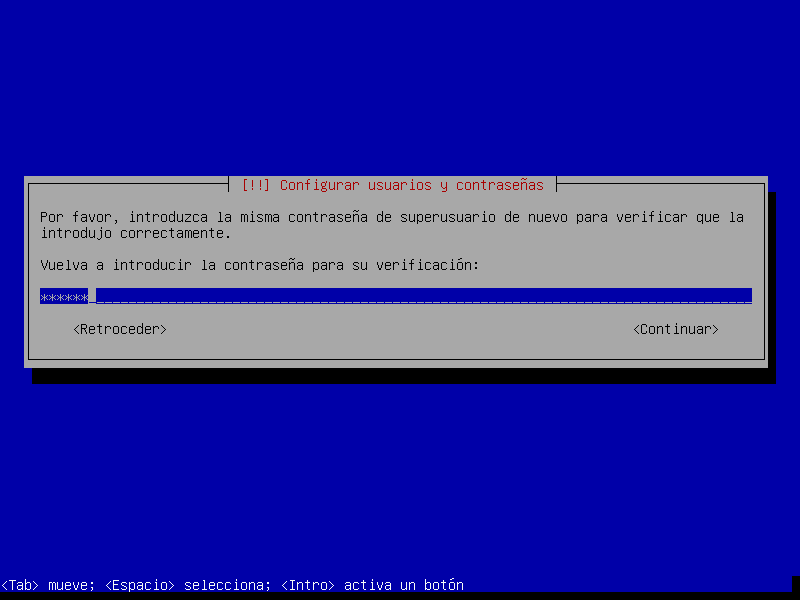 [!!] Configurar usuarios y contraseñas
Por favor, introduzca la misma contraseña de superusuario de nuevo para verificar que la
introdujo correctamente.
Vuelva a introducir la contraseña para su verificación:
******
<Retroceder> <Continuar>
<Tab> mueve; <Espacio> selecciona; <Intro> activa un botón